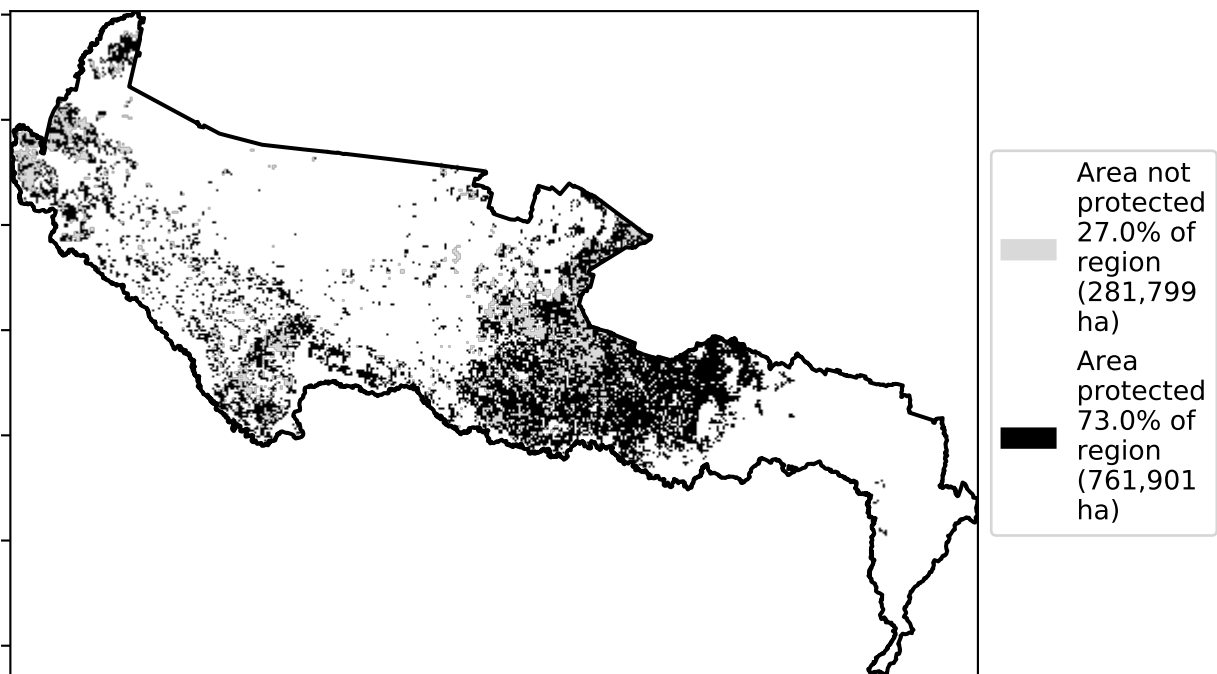 Area not
protected
27.0% of
region
(281,799
ha)
Area
protected
73.0% of
region
(761,901
ha)